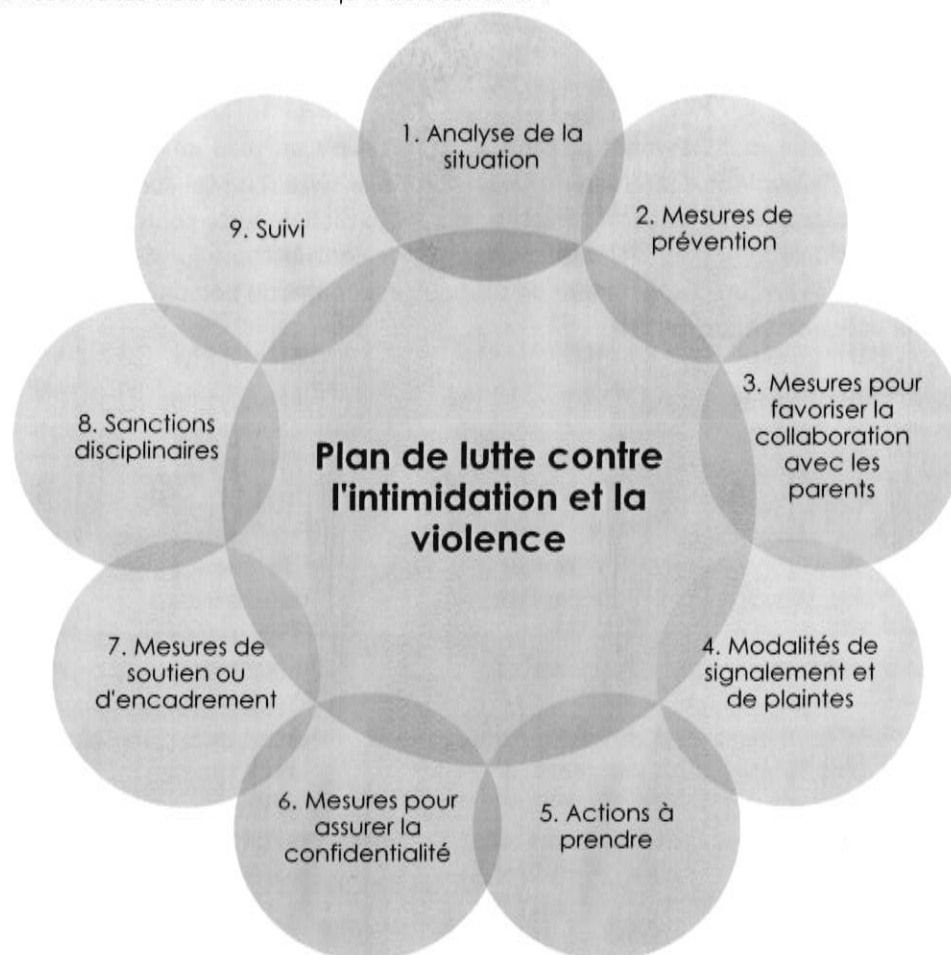 1. Analyse de la
situation
2. Mesures de
prévention
3. Mesures pour
favoriser la
collaboration
avec les
parents
4. Modalités de
signalement et
de plaintes
5. Actions à
prendre
6. Mesures pour
assurer la
confidentialité
7. Mesures de
soutien ou
d'encadrement
8. Sanctions
disciplinaires
9. Suivi
Plan de lutte contre
l'intimidation et la
violence